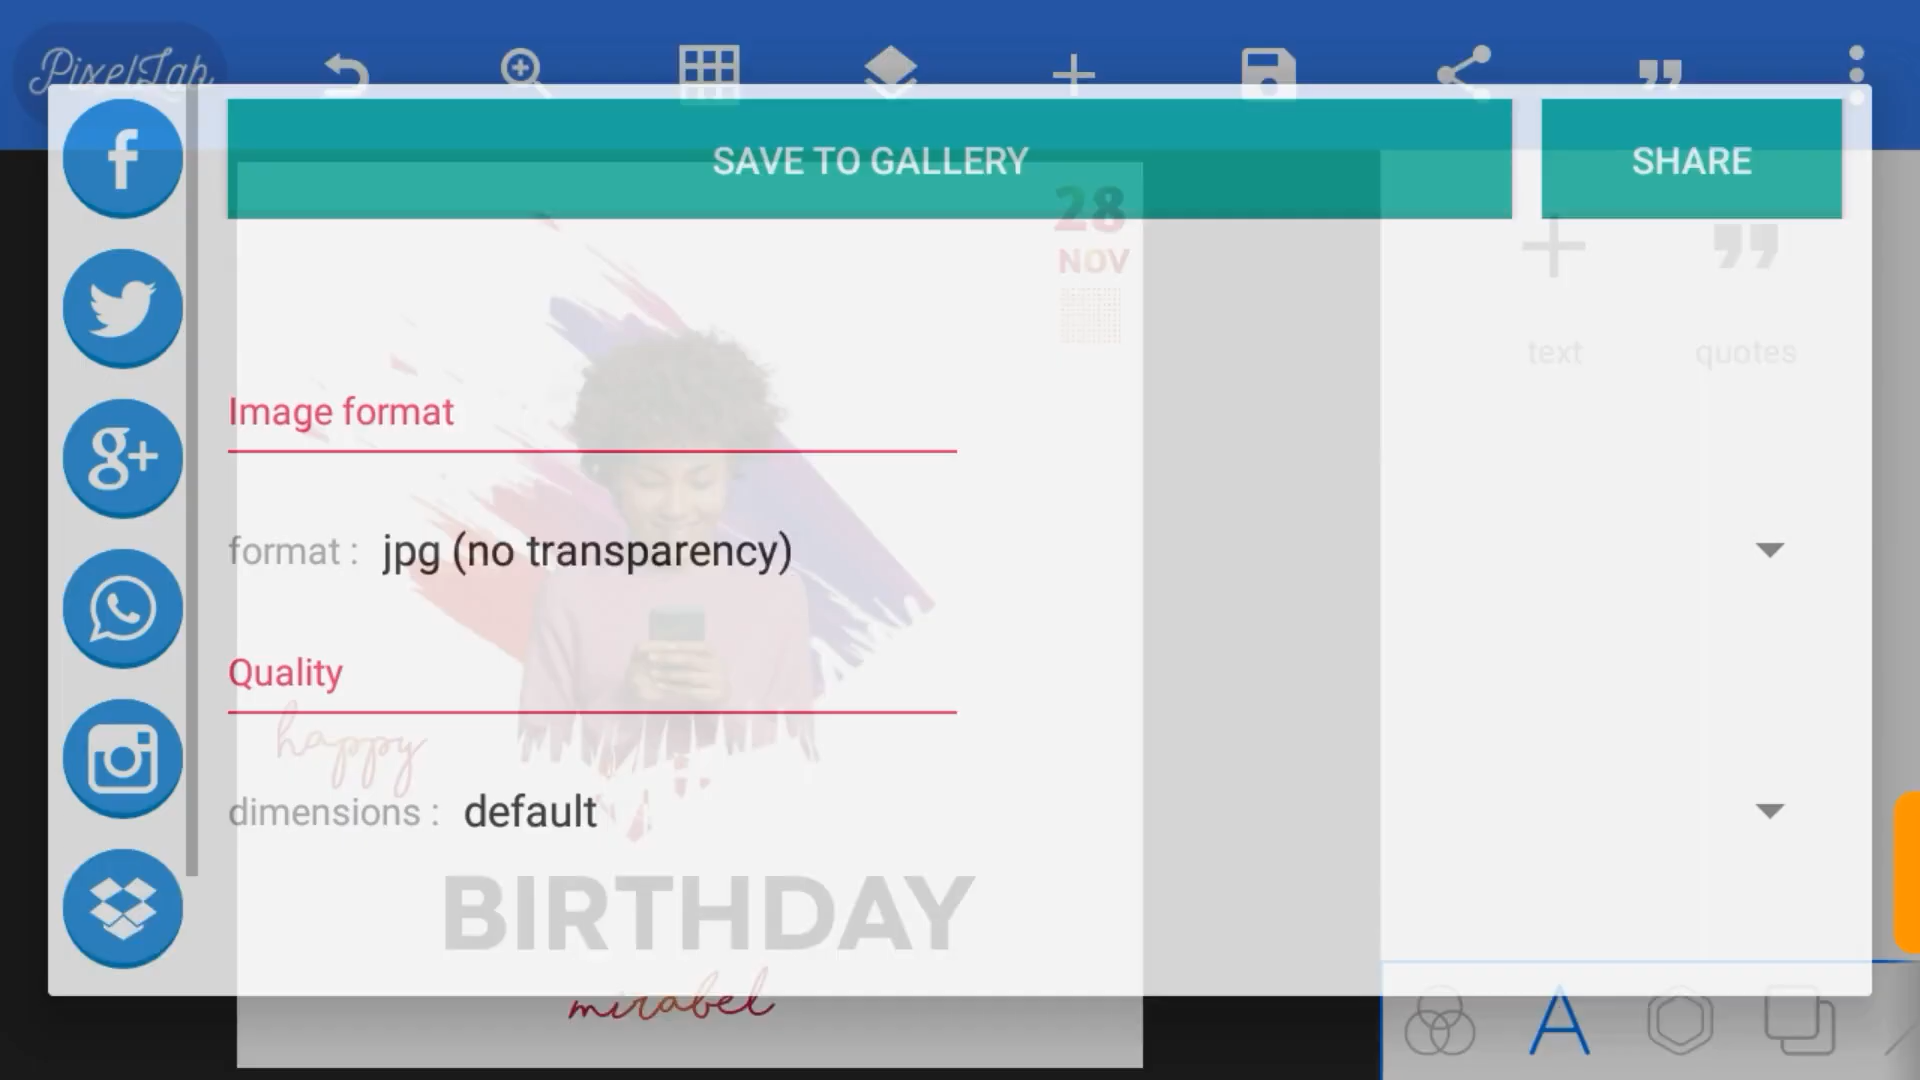 PixelLab
SAVE TO GALLERY
SHARE
28
NOV
text
quotes
Image format
format : jpg (no transparency)
Quality
happy
dimensions : default
BIRTHDAY
mirabel